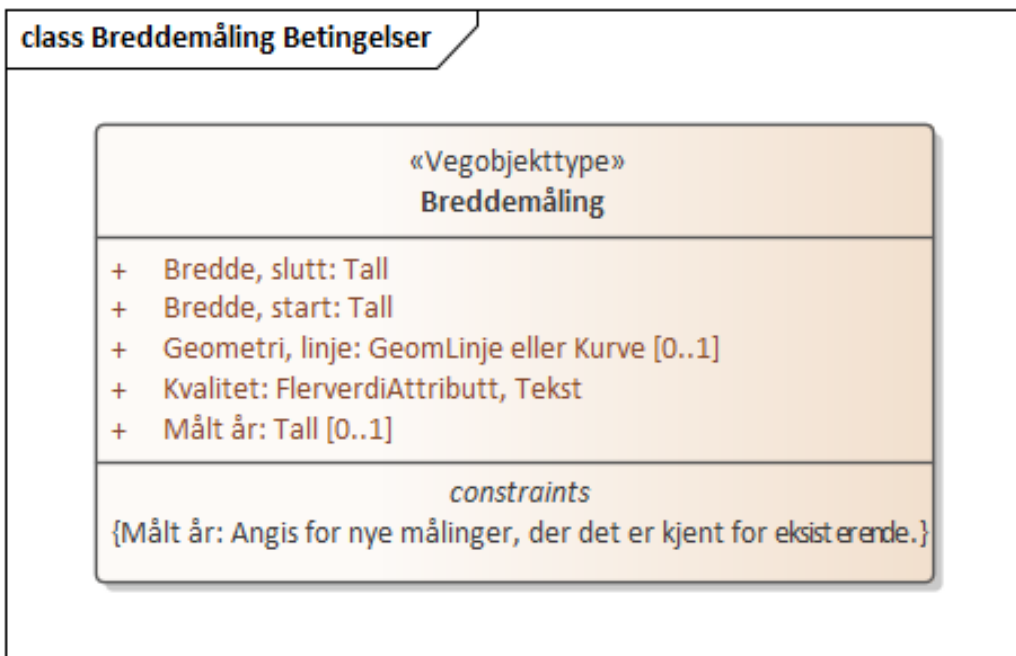 class Breddemåling Betingelser
«Vegobjekttype»
Breddemåling
+ Bredde, slutt: Tall
+ Bredde, start: Tall
+ Geometri, linje: GeomLinje eller Kurve [0..1]
+ Kvalitet: FlerverdiAttributt, Tekst
+ Målt år: Tall [0..1]
constraints
{Målt år: Angis for nye målinger, der det er kjent for eksisterende.}